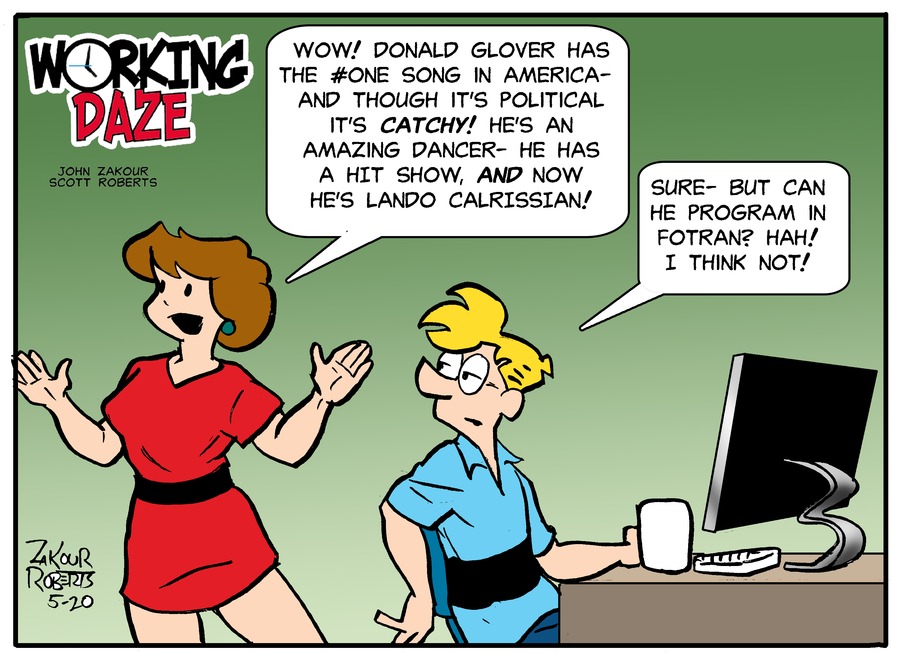 WORKING
DAZE
JOHN ZAKOUR
SCOTT ROBERTS
WOW! DONALD GLOVER HAS
THE #ONE SONG IN AMERICA-
AND THOUGH IT'S POLITICAL
IT'S CATCHY! HE'S AN
AMAZING DANCER- HE HAS
A HIT SHOW, AND NOW
HE'S LANDO CALRISSIAN!
SURE- BUT CAN
HE PROGRAM IN
FOTRAN? HAH!
I THINK NOT!
ZAKOUR
ROBERTS
5-20